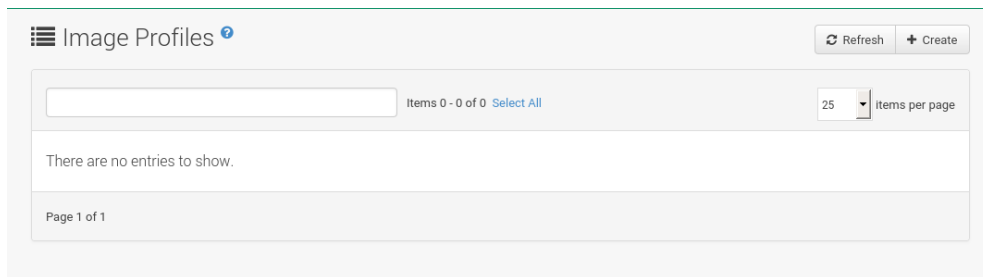 Image Profiles ?
Refresh + Create
Items 0 - 0 of 0 Select All 25 items per page
There are no entries to show.
Page 1 of 1